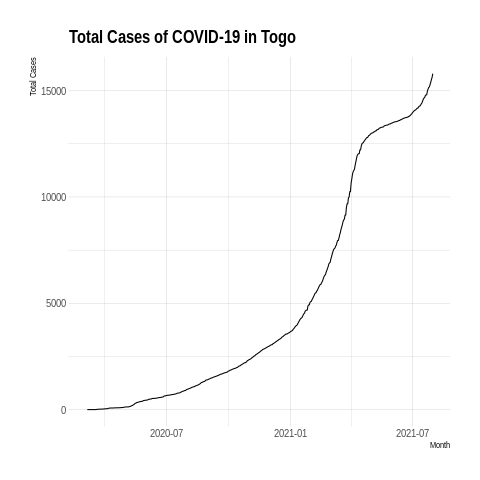 Total Cases of COVID-19 in Togo
Total Cases
15000
10000
5000
0
2020-07
2021-01
2021-07
Month